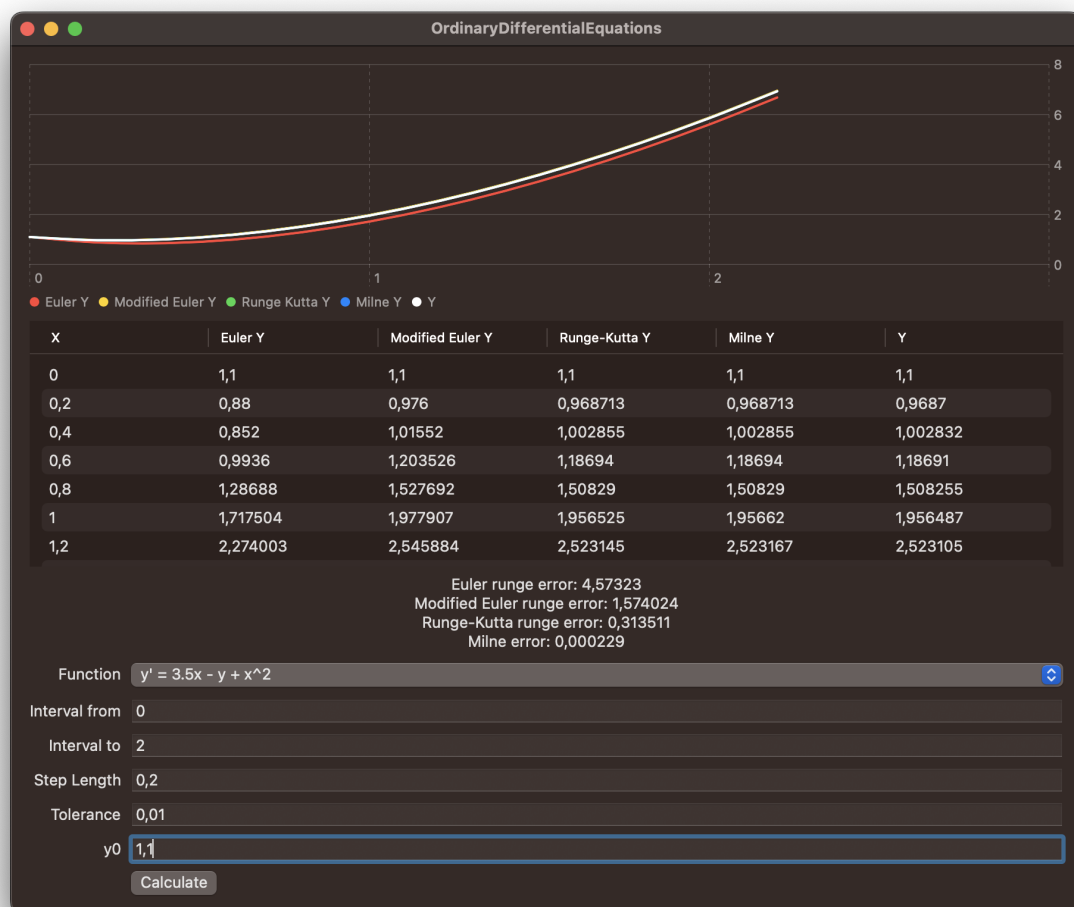 OrdinaryDifferentialEquations
8
6
4
2
0
0 1 2
Euler Y Modified Euler Y Runge Kutta Y Milne Y Y
X Euler Y Modified Euler Y Runge-Kutta Y Milne Y Y
0 1,1 1,1 1,1 1,1 1,1
0,2 0,88 0,976 0,968713 0,968713 0,9687
0,4 0,852 1,01552 1,002855 1,002855 1,002832
0,6 0,9936 1,203526 1,18694 1,18694 1,18691
0,8 1,28688 1,527692 1,50829 1,50829 1,508255
1 1,717504 1,977907 1,956525 1,95662 1,956487
1,2 2,274003 2,545884 2,523145 2,523167 2,523105
Euler runge error: 4,57323
Modified Euler runge error: 1,574024
Runge-Kutta runge error: 0,313511
Milne error: 0,000229
Function y' = 3.5x - y + x^2
Interval from 0
Interval to 2
Step Length 0,2
Tolerance 0,01
y0 1,1
Calculate